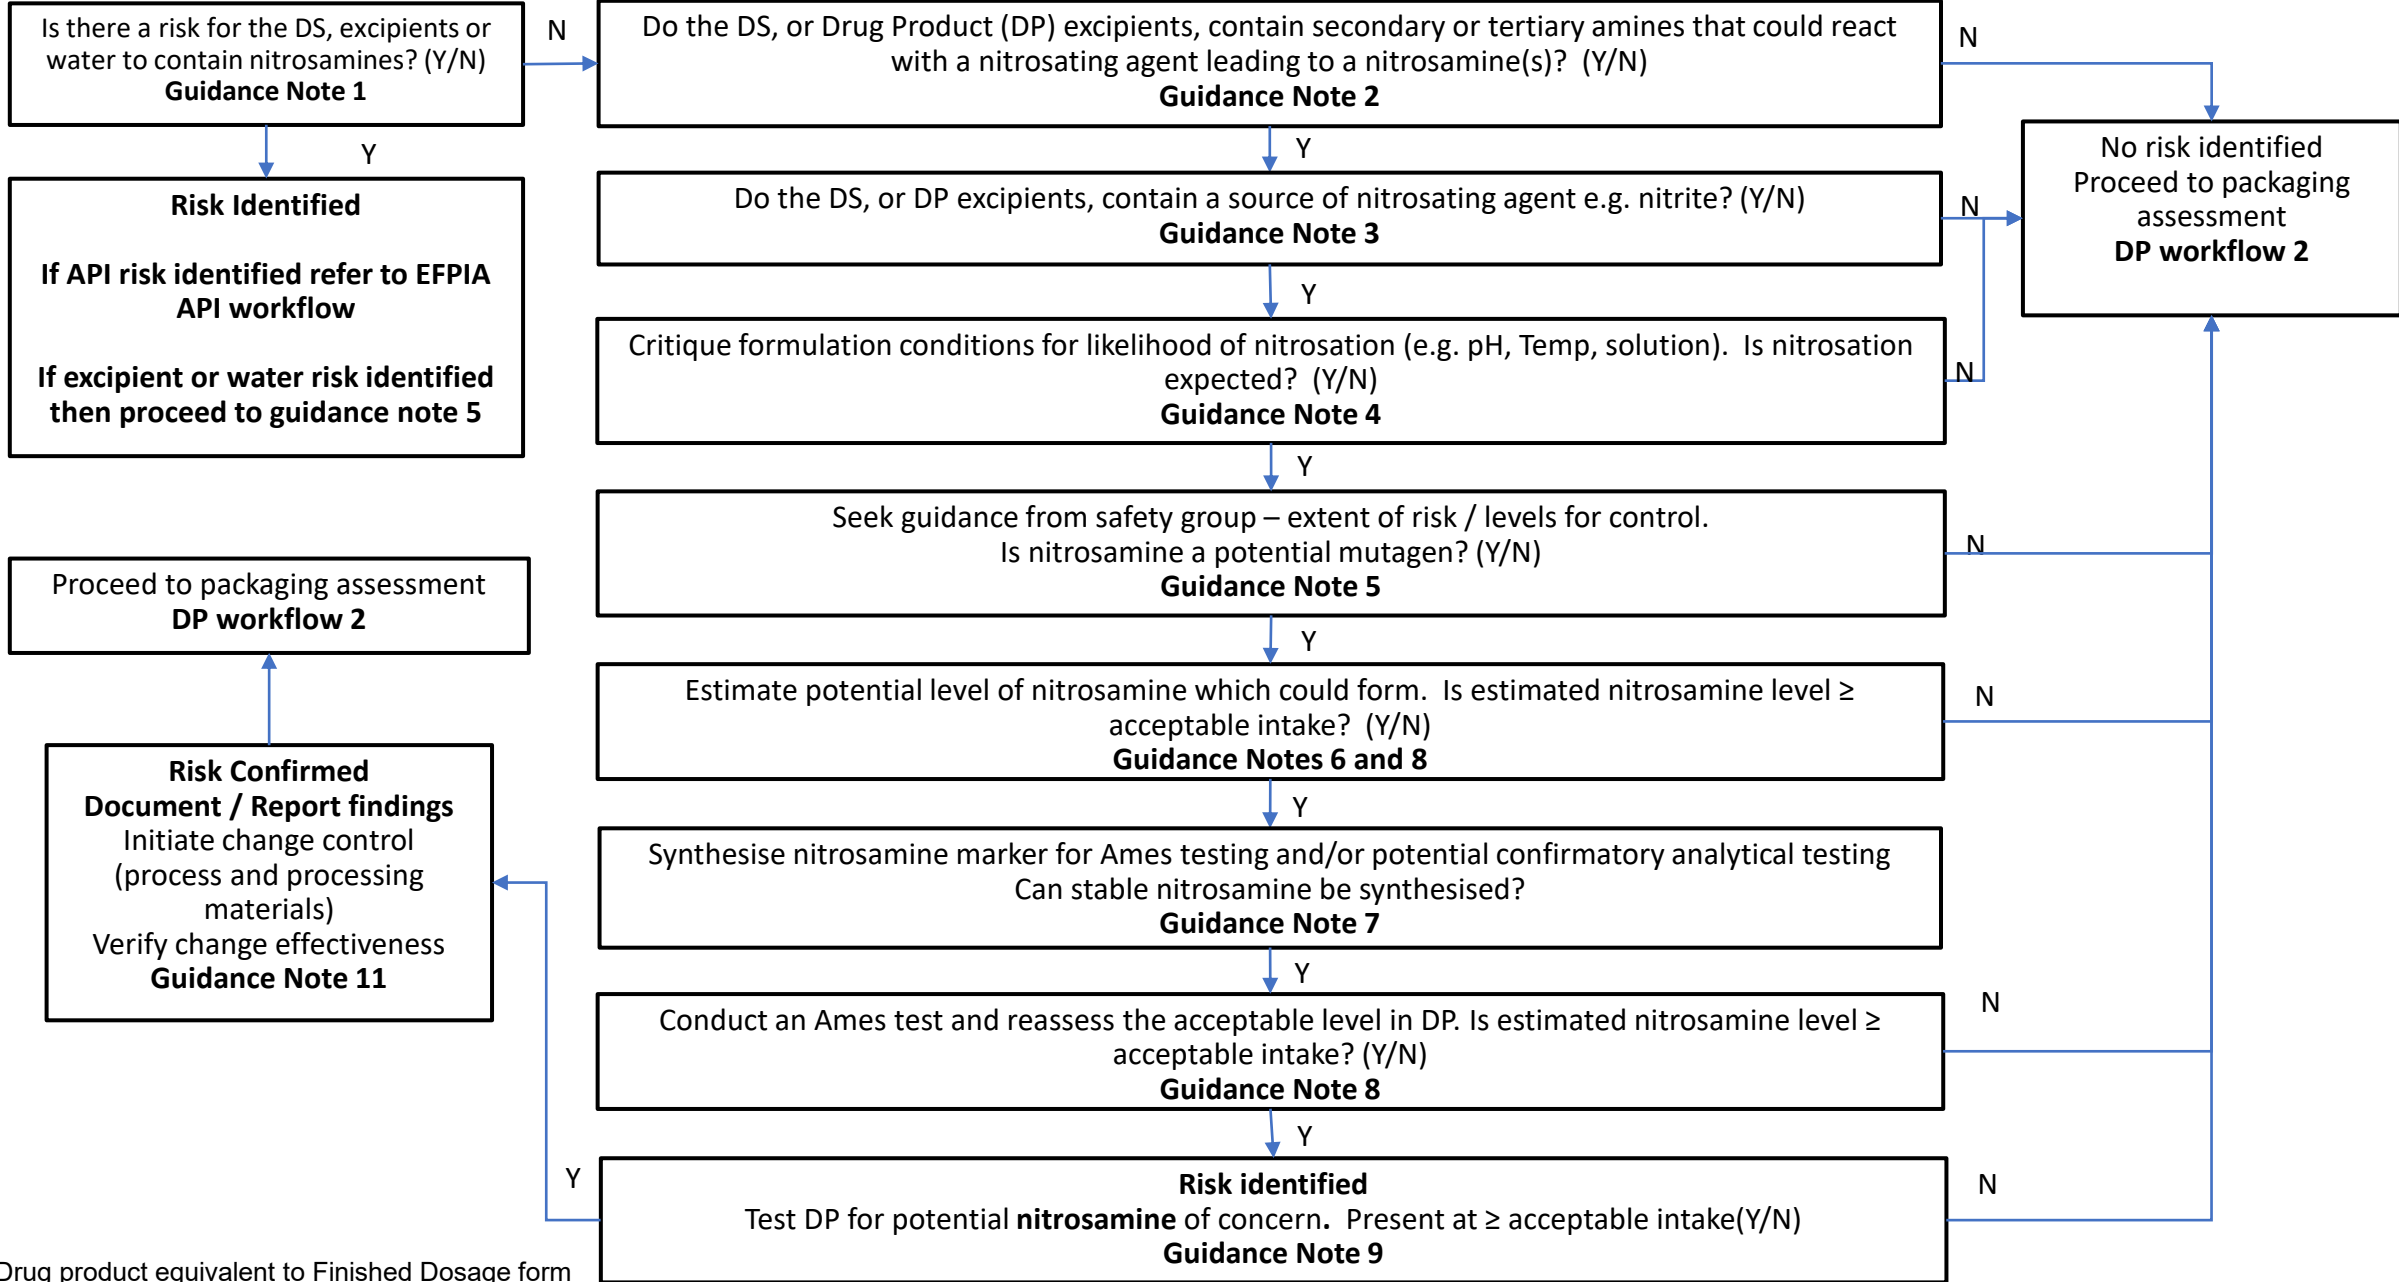 Is there a risk for the DS, excipients or
water to contain nitrosamines? (Y/N)
Guidance Note 1
N
Do the DS, or Drug Product (DP) excipients, contain secondary or tertiary amines that could react
with a nitrosating agent leading to a nitrosamine(s)? (Y/N)
Guidance Note 2
N
Y
Y
Risk Identified
If API risk identified refer to EFPIA
API workflow
If excipient or water risk identified
then proceed to guidance note 5
Do the DS, or DP excipients, contain a source of nitrosating agent e.g. nitrite? (Y/N)
Guidance Note 3
N
No risk identified
Proceed to packaging
assessment
DP workflow 2
Y
Critique formulation conditions for likelihood of nitrosation (e.g. pH, Temp, solution). Is nitrosation
expected? (Y/N)
Guidance Note 4
N
Y
Seek guidance from safety group – extent of risk / levels for control.
Is nitrosamine a potential mutagen? (Y/N)
Guidance Note 5
N
Y
Proceed to packaging assessment
DP workflow 2
Estimate potential level of nitrosamine which could form. Is estimated nitrosamine level ≥
acceptable intake? (Y/N)
Guidance Notes 6 and 8
N
Y
Risk Confirmed
Document / Report findings
Initiate change control
(process and processing
materials)
Verify change effectiveness
Guidance Note 11
Synthesise nitrosamine marker for Ames testing and/or potential confirmatory analytical testing
Can stable nitrosamine be synthesised?
Guidance Note 7
Y
Conduct an Ames test and reassess the acceptable level in DP. Is estimated nitrosamine level ≥
acceptable intake? (Y/N)
Guidance Note 8
N
Y
Y
Risk identified
Test DP for potential nitrosamine of concern. Present at ≥ acceptable intake(Y/N)
Guidance Note 9
N
Drug product equivalent to Finished Dosage form